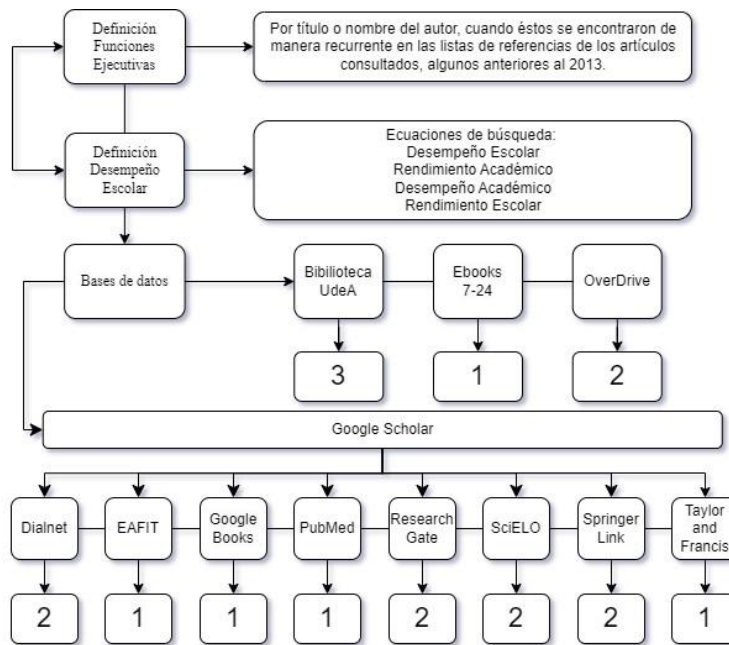 Definición
Funciones
Ejecutivas
Por título o nombre del autor, cuando éstos se encontraron de
manera recurrente en las listas de referencias de los artículos
consultados, algunos anteriores al 2013.
Definición
Desempeño
Escolar
Ecuaciones de búsqueda:
Desempeño Escolar
Rendimiento Académico
Desempeño Académico
Rendimiento Escolar
Bases de datos
Bibilioteca
UdeA
Ebooks
7-24
OverDrive
3
1
2
Google Scholar
Dialnet
EAFIT
Google
Books
PubMed
Research
Gate
SciELO
Springer
Link
Taylor
and
Francis
2
1
1
1
2
2
2
1